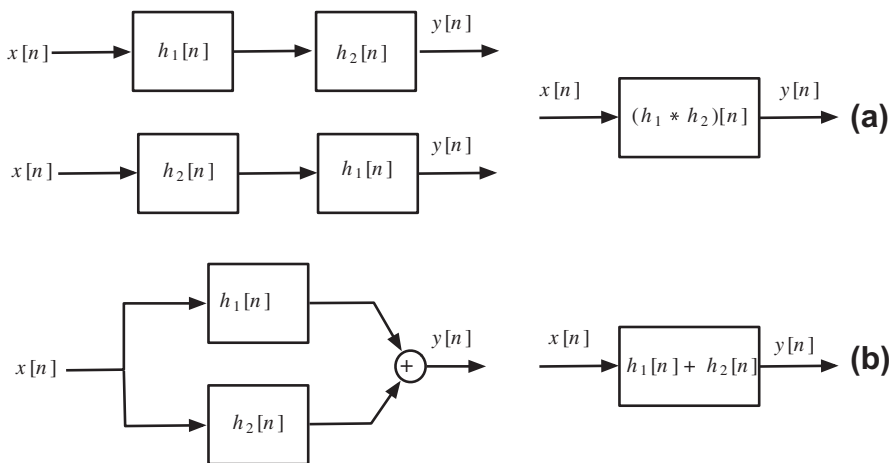 x[n] h₁[n] h₂[n] y[n]
x[n] (h₁ * h₂)[n] y[n] (a)
x[n] h₂[n] h₁[n] y[n]
h₁[n]
x[n] + y[n]
h₂[n]
x[n] h₁[n] + h₂[n] y[n] (b)